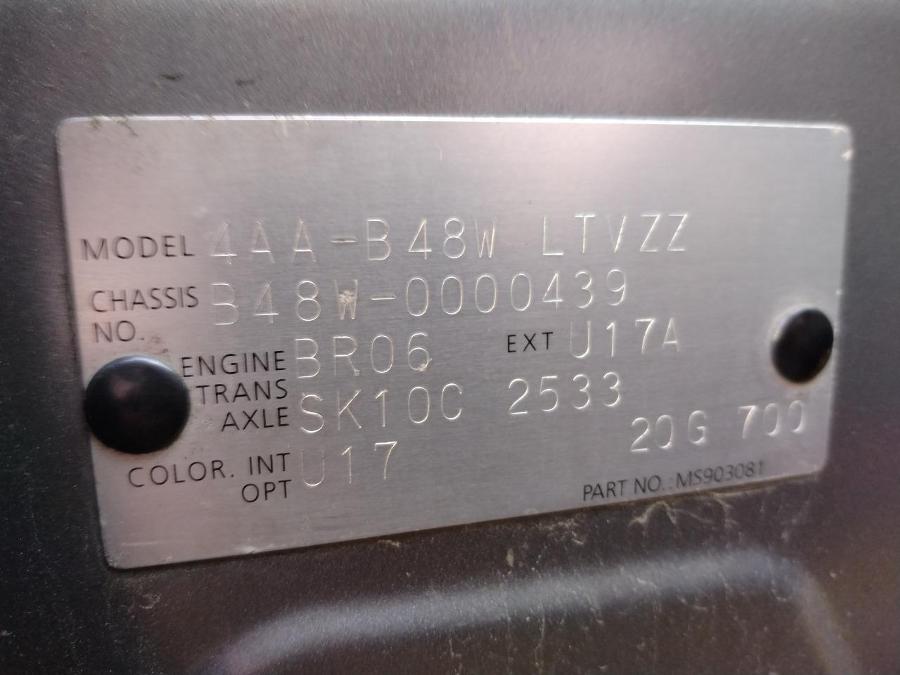 MODEL 4AA-B48W LTVZZ
CHASSIS NO. B48W-0000439
ENGINE BR06 EXT U17A
TRANS AXLE SK10C 2533
20G 700
COLOR. INT U17
OPT
PART NO.:MS903081